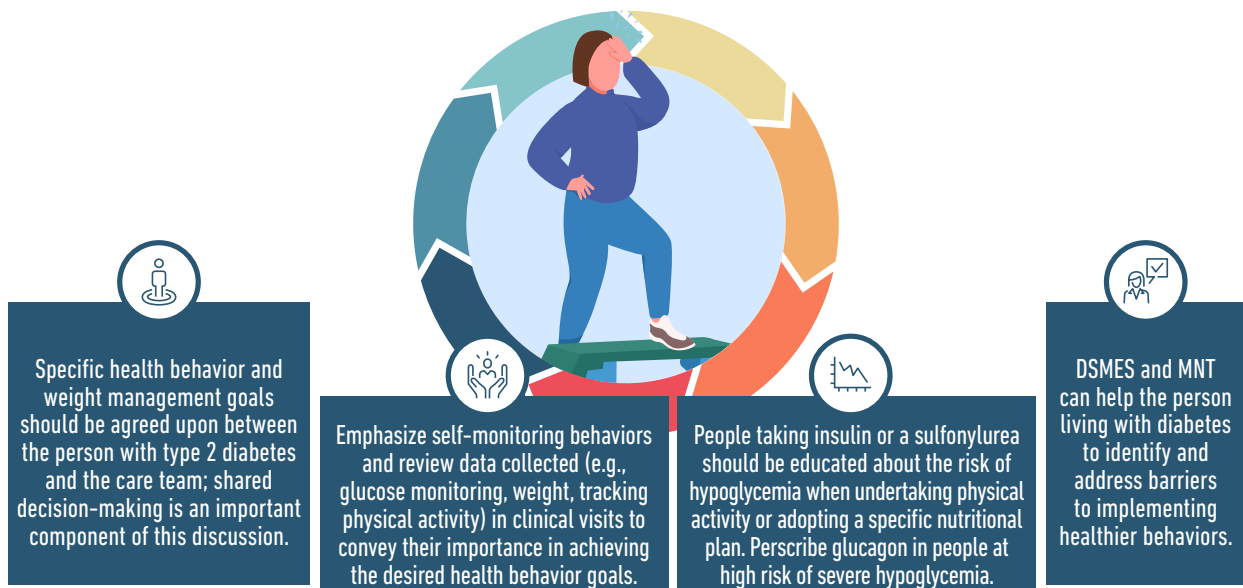 Specific health behavior and
weight management goals
should be agreed upon between
the person with type 2 diabetes
and the care team; shared
decision-making is an important
component of this discussion.
Emphasize self-monitoring behaviors
and review data collected (e.g.,
glucose monitoring, weight, tracking
physical activity) in clinical visits to
convey their importance in achieving
the desired health behavior goals.
People taking insulin or a sulfonylurea
should be educated about the risk of
hypoglycemia when undertaking physical
activity or adopting a specific nutritional
plan. Perscribe glucagon in people at
high risk of severe hypoglycemia.
DSMES and MNT
can help the person
living with diabetes
to identify and
address barriers
to implementing
healthier behaviors.